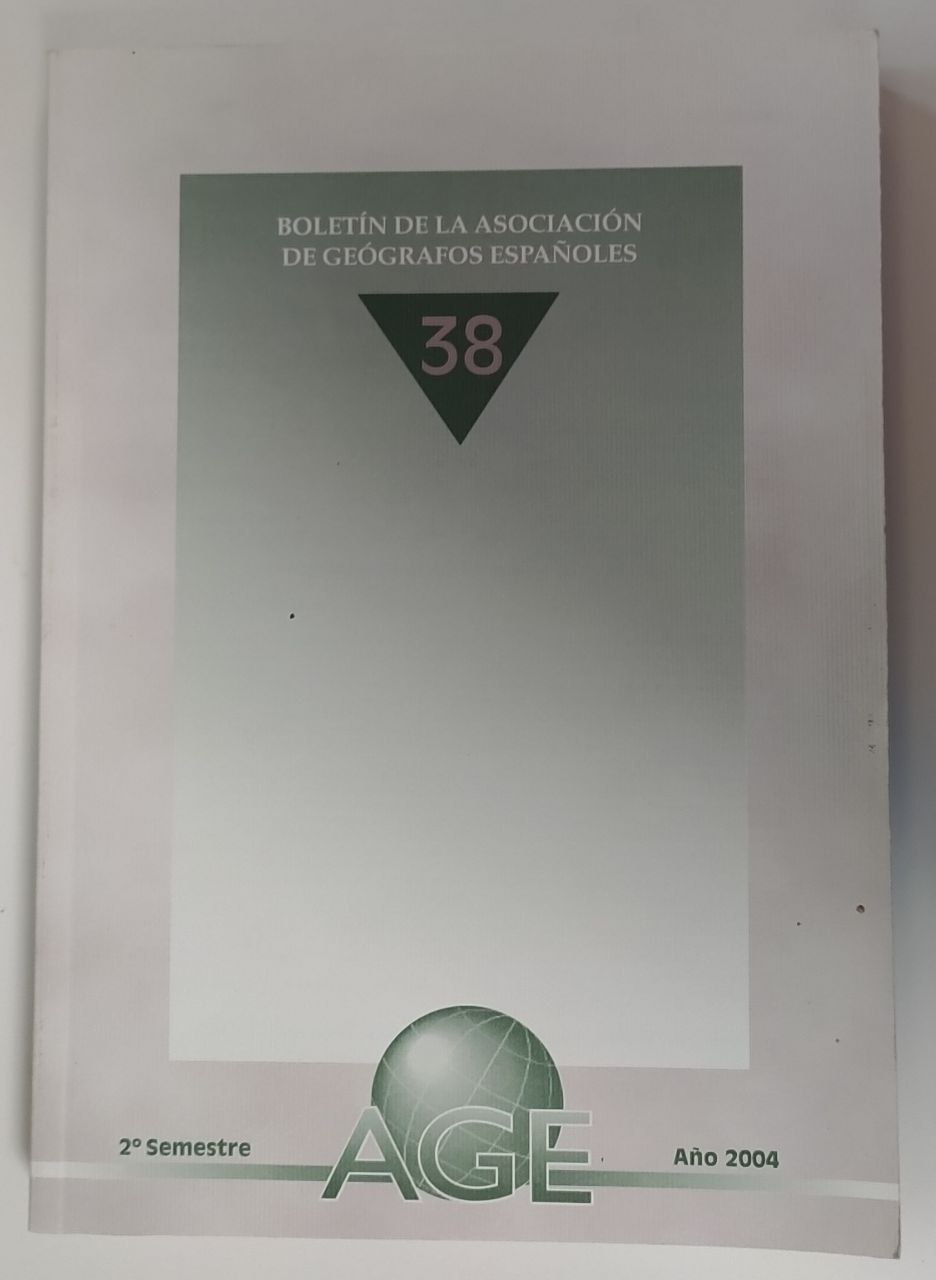 BOLETÍN DE LA ASOCIACIÓN
DE GEÓGRAFOS ESPAÑOLES
38
AGE
2º Semestre
Año 2004